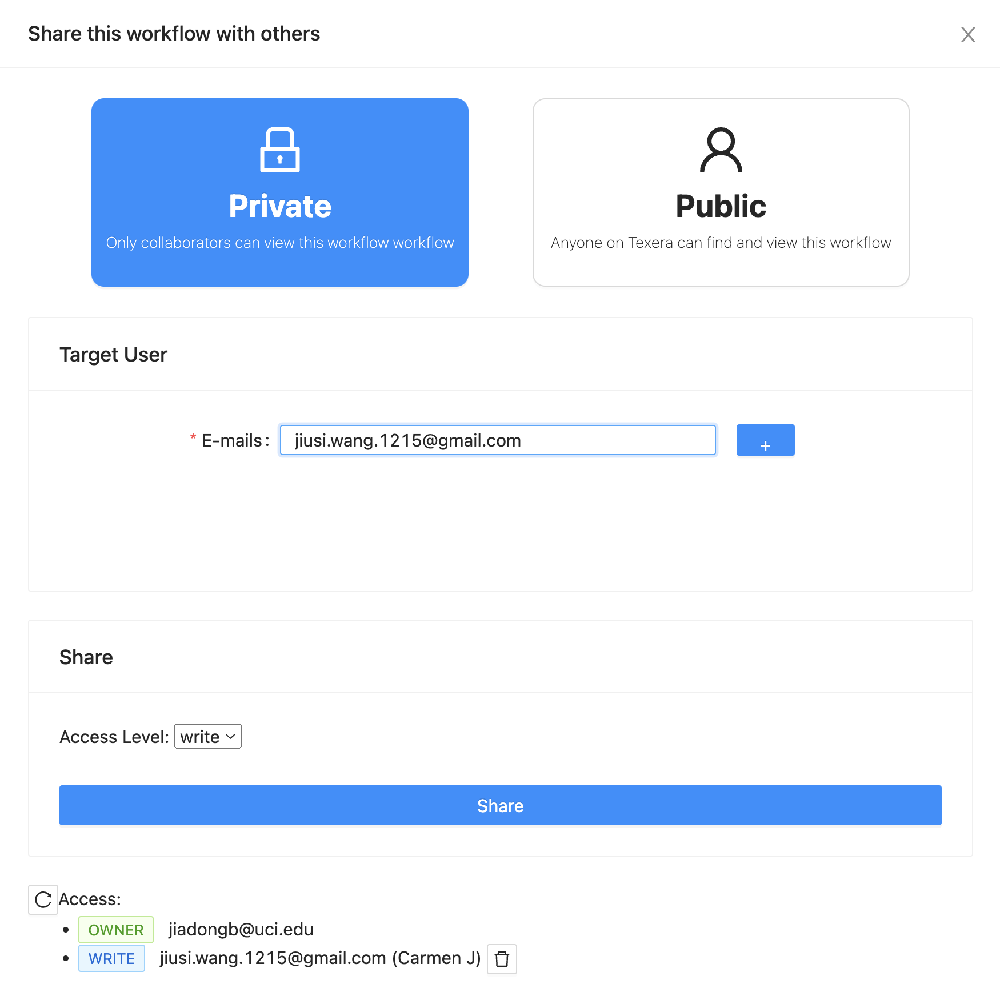 Share this workflow with others
Private
Only collaborators can view this workflow workflow
Public
Anyone on Texera can find and view this workflow
Target User
* E-mails: jiusi.wang.1215@gmail.com +
Share
Access Level: write
Share
Access:
OWNER jiadongb@uci.edu
WRITE jiusi.wang.1215@gmail.com (Carmen J)